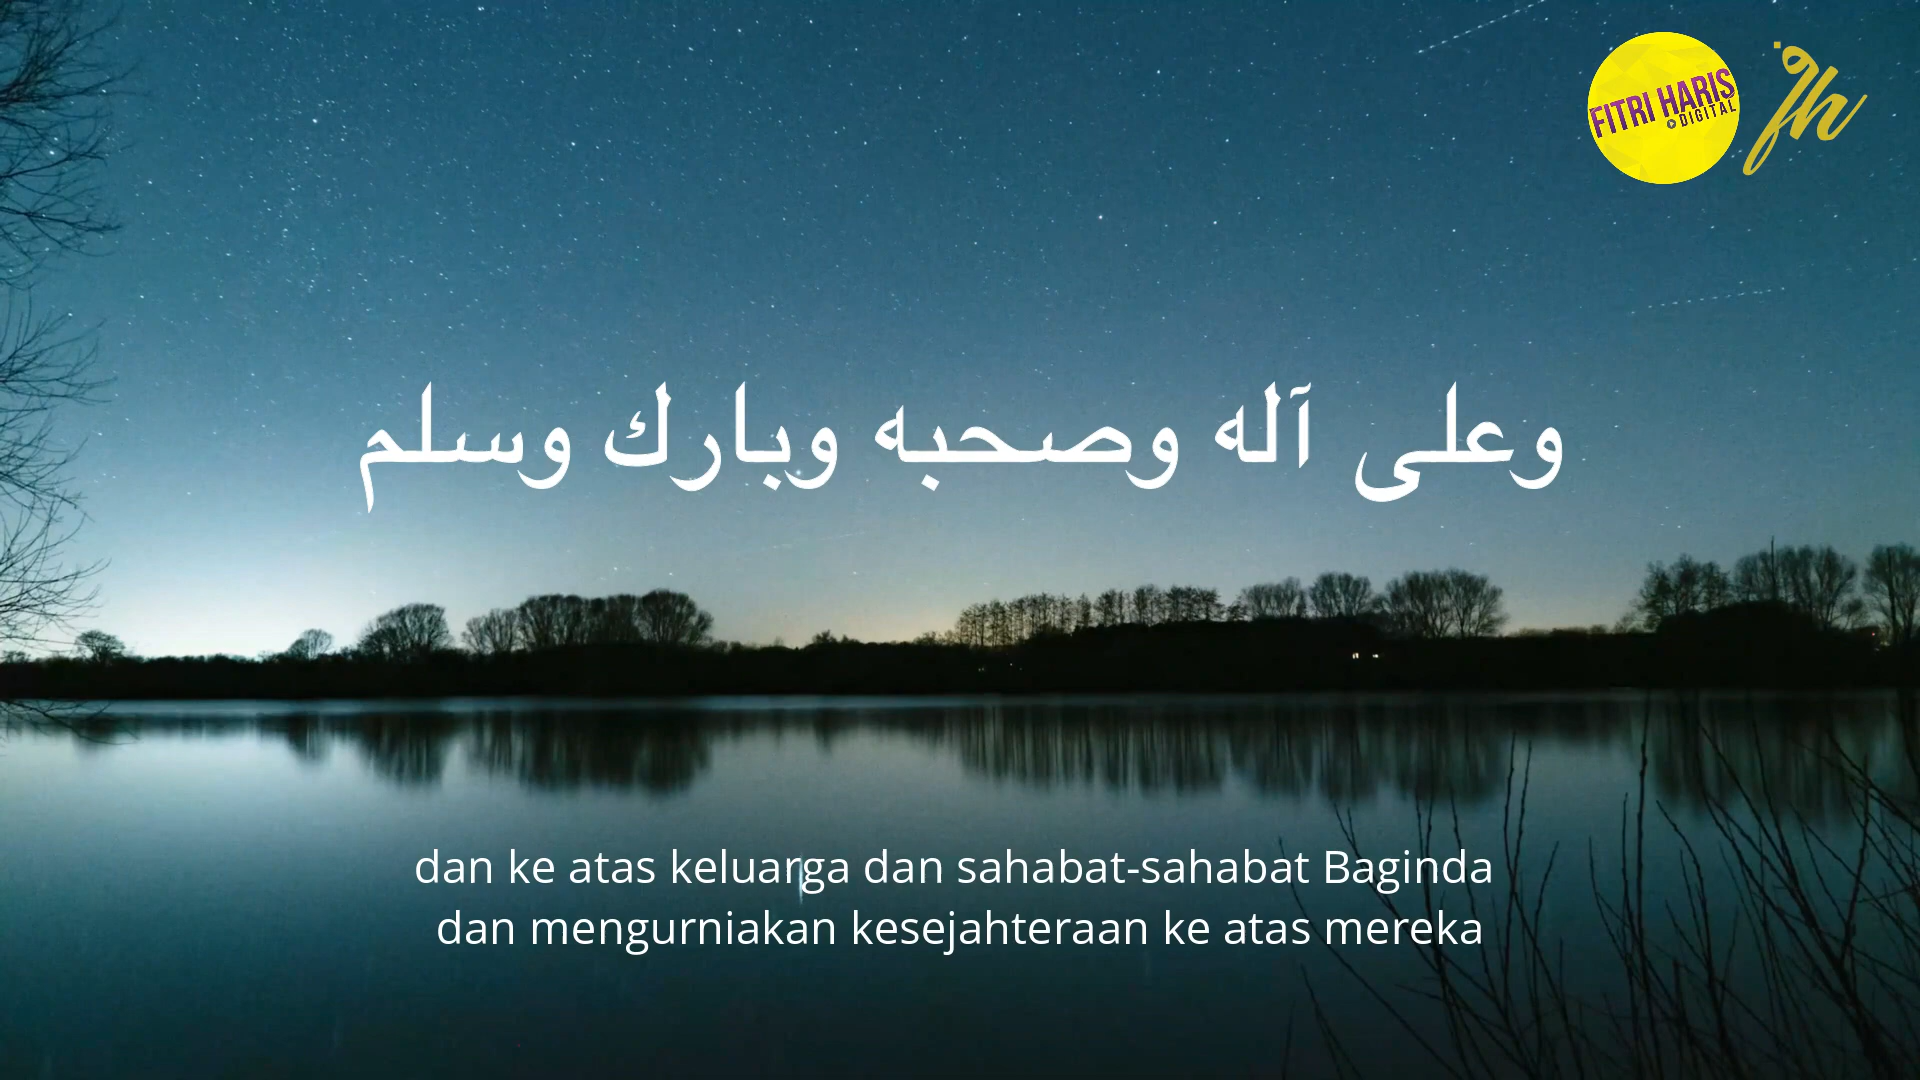 FITRI HARIS
DIGITAL
fh
وعلى آله وصحبه وبارك وسلم
dan ke atas keluarga dan sahabat-sahabat Baginda
dan mengurniakan kesejahteraan ke atas mereka